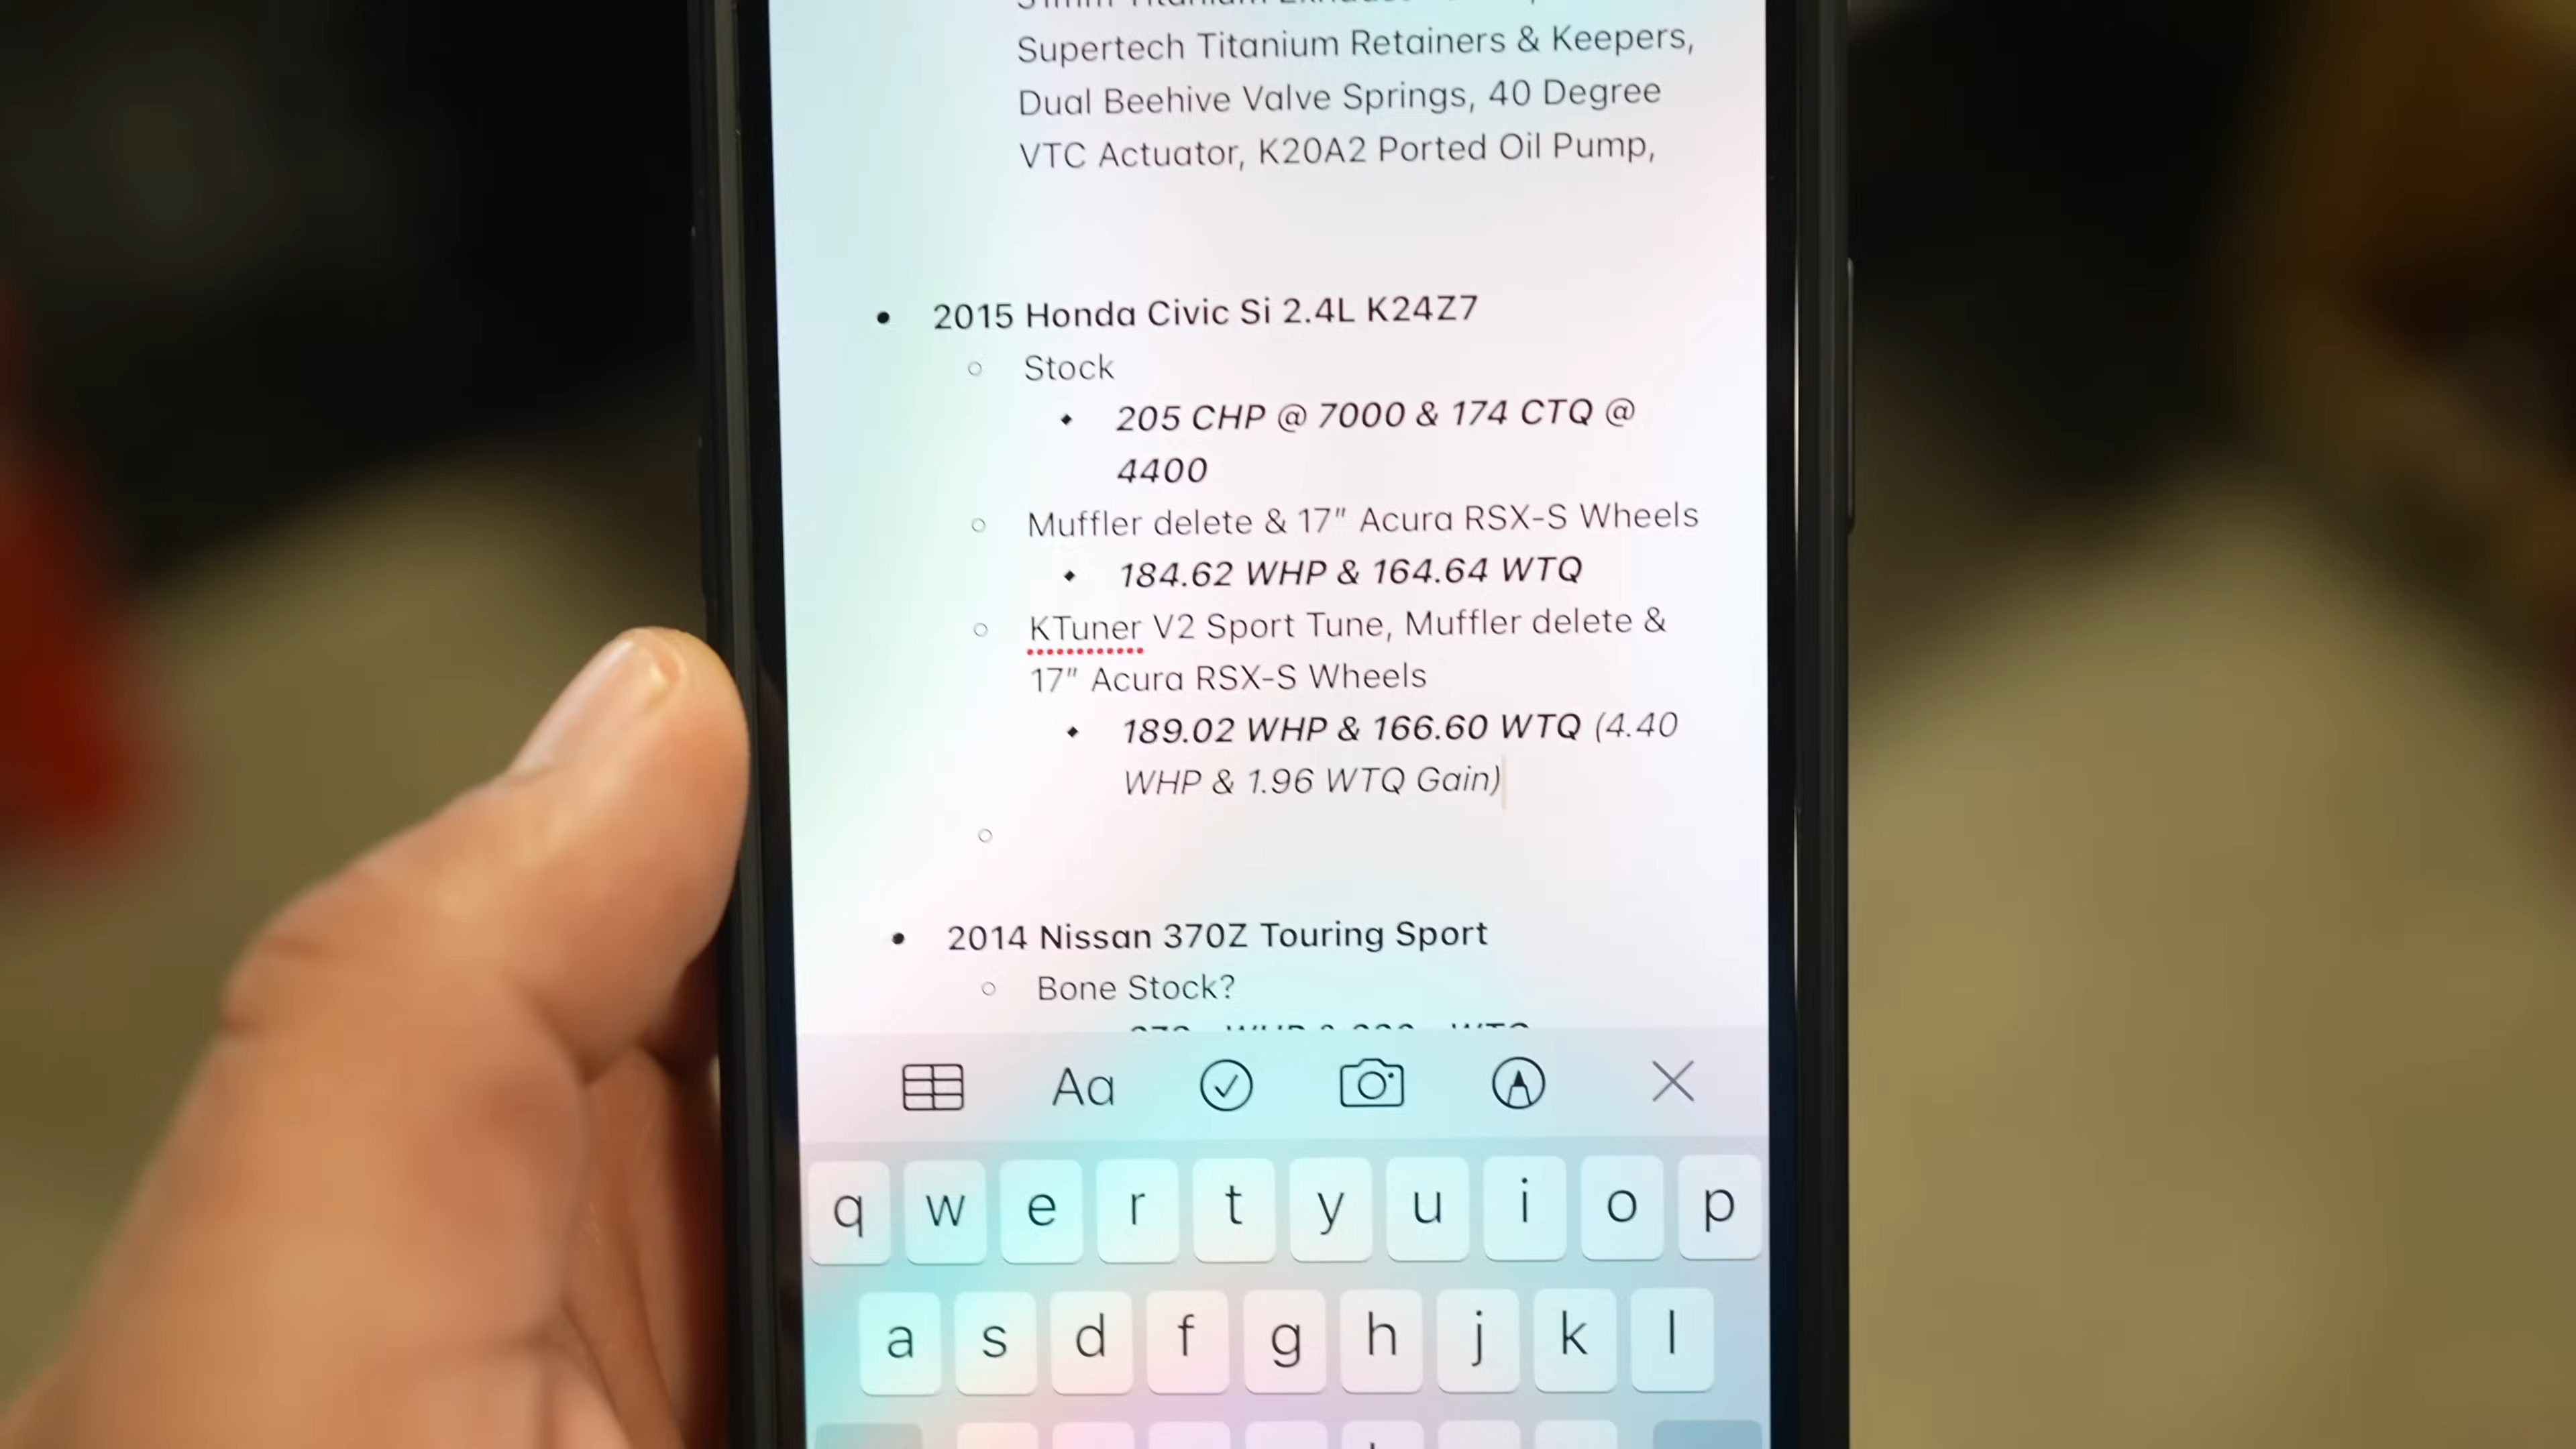 Supertech Titanium Retainers & Keepers,
Dual Beehive Valve Springs, 40 Degree
VTC Actuator, K20A2 Ported Oil Pump,
• 2015 Honda Civic Si 2.4L K24Z7
○ Stock
◆ 205 CHP @ 7000 & 174 CTQ @
4400
○ Muffler delete & 17" Acura RSX-S Wheels
◆ 184.62 WHP & 164.64 WTQ
○ KTuner V2 Sport Tune, Muffler delete &
17" Acura RSX-S Wheels
◆ 189.02 WHP & 166.60 WTQ (4.40
WHP & 1.96 WTQ Gain)
○
• 2014 Nissan 370Z Touring Sport
○ Bone Stock?
Aa
q w e r t y u i o p
a s d f g h j k l